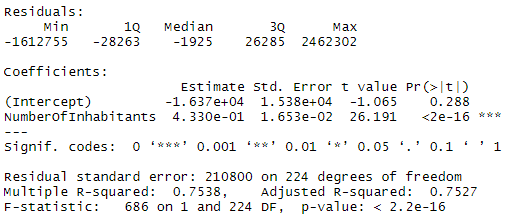 Residuals:
Min 1Q Median 3Q Max
-1612755 -28263 -1925 26285 2462302
Coefficients:
Estimate Std. Error t value Pr(>|t|)
(Intercept) -1.637e+04 1.538e+04 -1.065 0.288
NumberofInhabitants 4.330e-01 1.653e-02 26.191 <2e-16 ***
---
Signif. codes: 0 ‘***’ 0.001 ‘**’ 0.01 ‘*’ 0.05 ‘.’ 0.1 ‘ ’ 1
Residual standard error: 210800 on 224 degrees of freedom
Multiple R-squared: 0.7538, Adjusted R-squared: 0.7527
F-statistic: 686 on 1 and 224 DF, p-value: < 2.2e-16